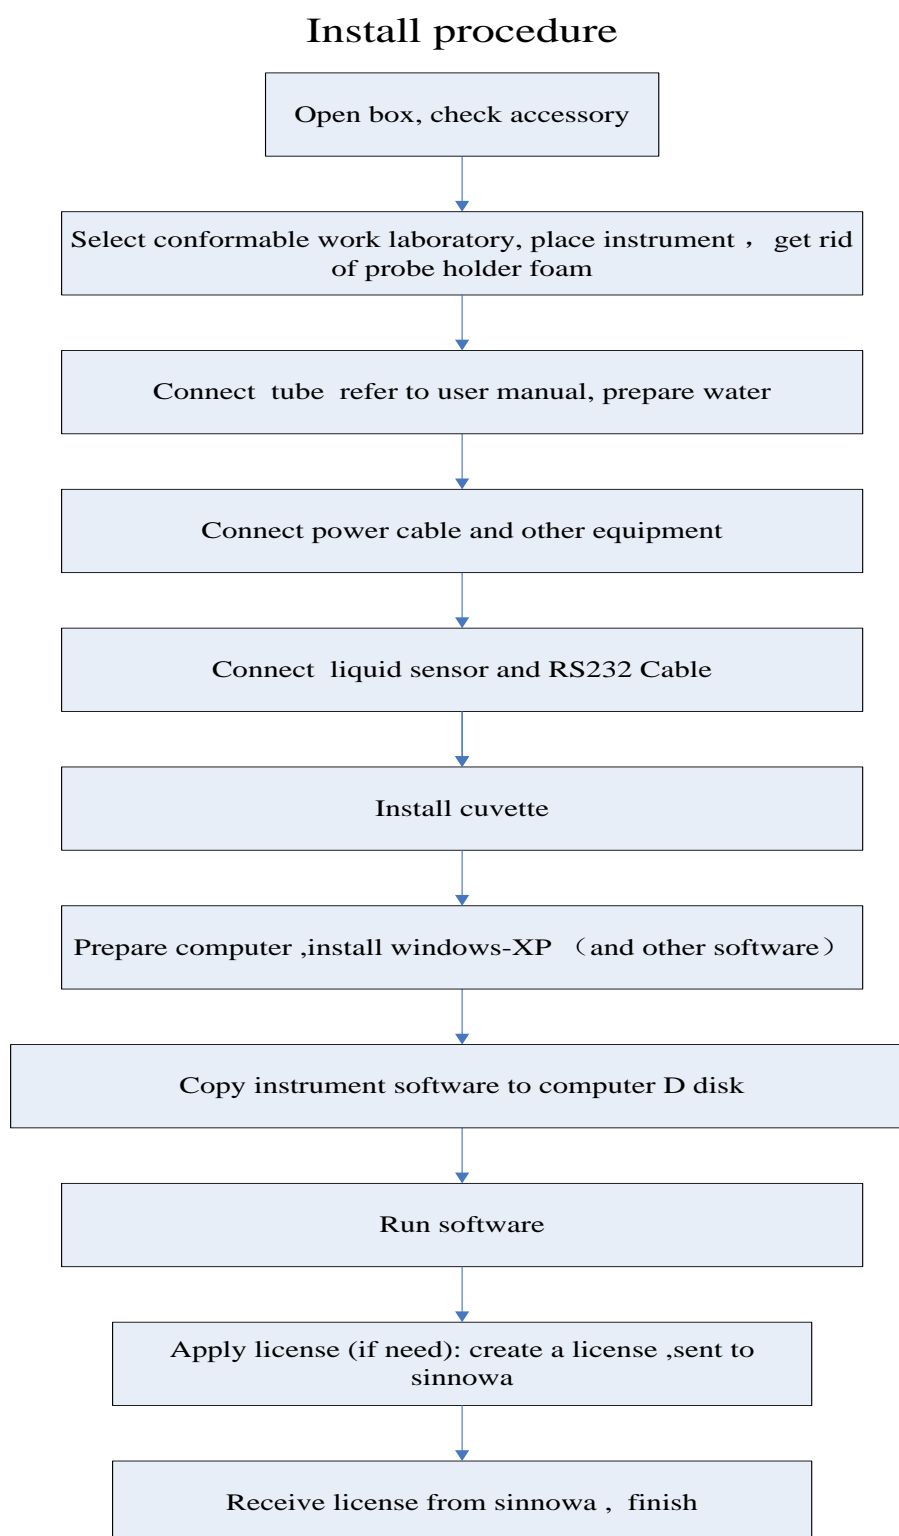 Install procedure
Open box, check accessory
Select conformable work laboratory, place instrument ， get rid
of probe holder foam
Connect  tube  refer to user manual, prepare water
Connect power cable and other equipment
Connect  liquid sensor and RS232 Cable
Install cuvette
Prepare computer ,install windows-XP （and other software）
Copy instrument software to computer D disk
Run software
Apply license (if need): create a license ,sent to
sinnowa
Receive license from sinnowa ,  finish